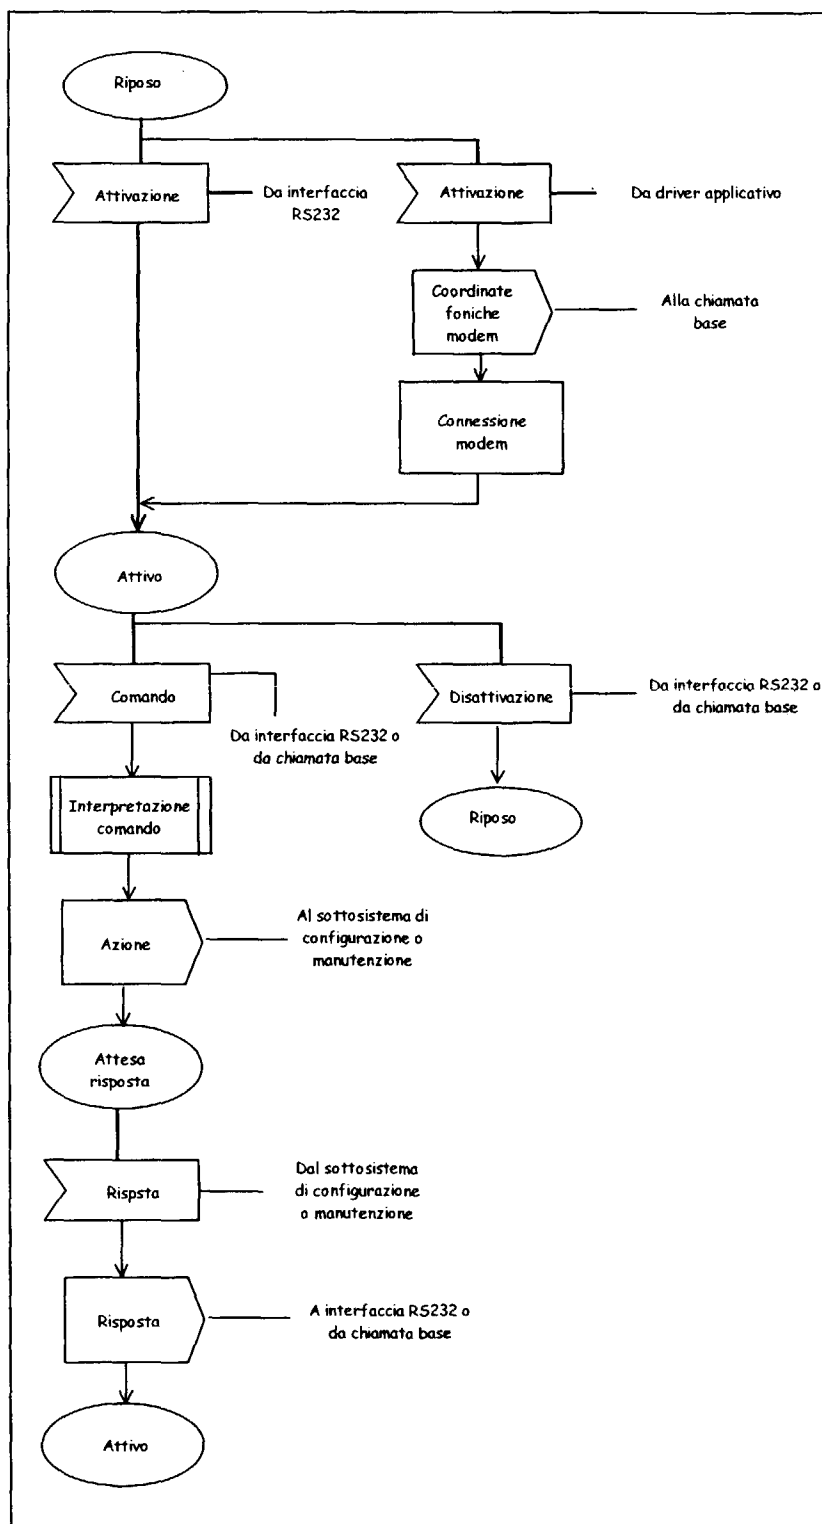 Riposo
Attivazione
Da interfaccia
RS232
Attivazione
Da driver applicativo
Coordinate
foniche
modem
Alla chiamata
base
Connessione
modem
Attivo
Comando
Da interfaccia RS232 o
da chiamata base
Disattivazione
Da interfaccia RS232 o
da chiamata base
Interpretazione
comando
Riposo
Azione
Al sottosistema di
configurazione o
manutenzione
Attesa
risposta
Rispsta
Dal sottosistema
di configurazione
o manutenzione
Risposta
A interfaccia RS232 o
da chiamata base
Attivo